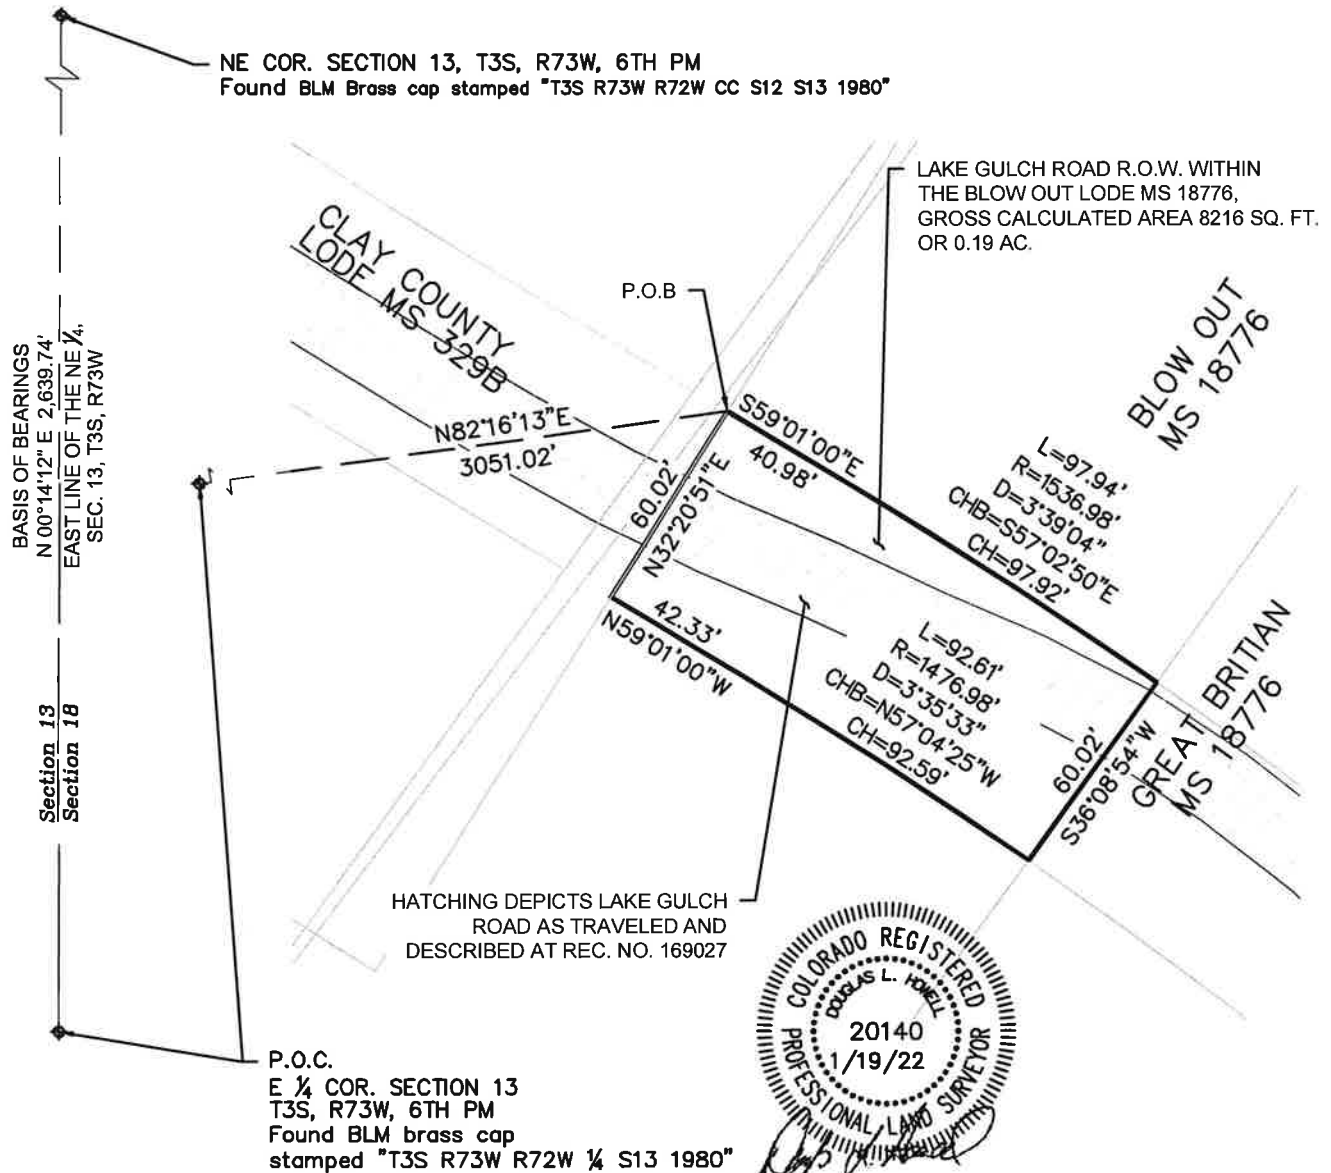 NE COR. SECTION 13, T3S, R73W, 6TH PM
Found BLM Brass cap stamped "T3S R73W R72W CC S12 S13 1980"
LAKE GULCH ROAD R.O.W. WITHIN
THE BLOW OUT LODE MS 18776,
GROSS CALCULATED AREA 8216 SQ. FT.
OR 0.19 AC.
CLAY COUNTY
LODE MS 329B
P.O.B
BLOW OUT
MS 18776
BASIS OF BEARINGS
N 00°14'12" E 2,639.74'
EAST LINE OF THE NE ¼,
SEC. 13, T3S, R73W
N82°16'13"E
3051.02'
S59°01'00"E
40.98'
L=97.94'
R=1536.98'
D=3°39'04"
CHB=S57°02'50"E
CH=97.92'
60.02'
N32°20'51"E
42.33'
N59°01'00"W
L=92.61'
R=1476.98'
D=3°35'33"
CHB=N57°04'25"W
CH=92.59'
60.02'
S36°08'54"W
GREAT BRITIAN
MS 18776
Section 13
Section 18
HATCHING DEPICTS LAKE GULCH
ROAD AS TRAVELED AND
DESCRIBED AT REC. NO. 169027
COLORADO REGISTERED
DOUGLAS L. HOWELL
20140
1/19/22
PROFESSIONAL LAND SURVEYOR
P.O.C.
E ¼ COR. SECTION 13
T3S, R73W, 6TH PM
Found BLM brass cap
stamped "T3S R73W R72W ¼ S13 1980"